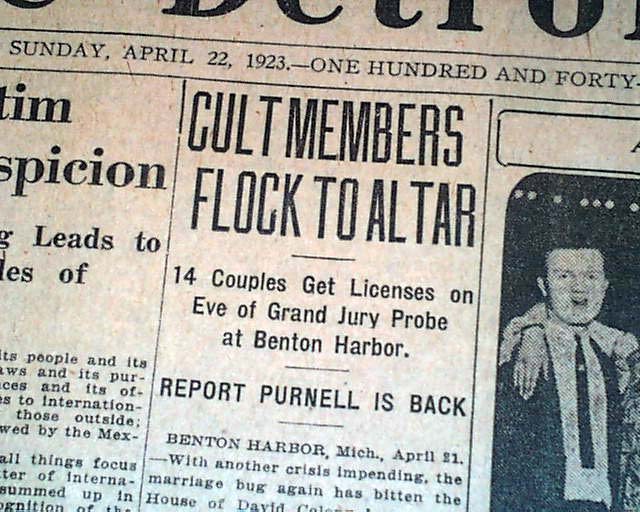 Detro
SUNDAY, APRIL 22, 1923.—ONE HUNDRED AND FORTY-
tim
spicion
g Leads to
les of
its people and its
aws and its pur-
ces and its of-
es to internation-
those outside;
wed by the Mex-
all things focus
ter of interna-
summed up in
ognition of the
CULT MEMBERS
FLOCK TO ALTAR
14 Couples Get Licenses on
Eve of Grand Jury Probe
at Benton Harbor.
REPORT PURNELL IS BACK
BENTON HARBOR, Mich., April 21.
—With another crisis impending, the
marriage bug again has bitten the
House of David
A